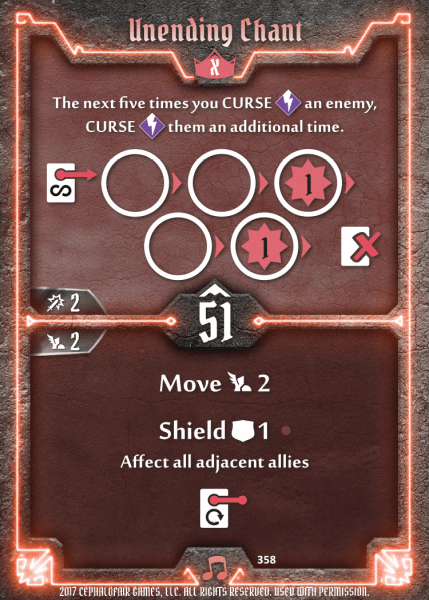 Unending Chant
X
The next five times you CURSE an enemy,
CURSE them an additional time.
1
1
2
51
2
Move 2
Shield 1
Affect all adjacent allies
358
2017 CEPHALOFAIR GAMES, LLC. ALL RIGHTS RESERVED. USED WITH PERMISSION.